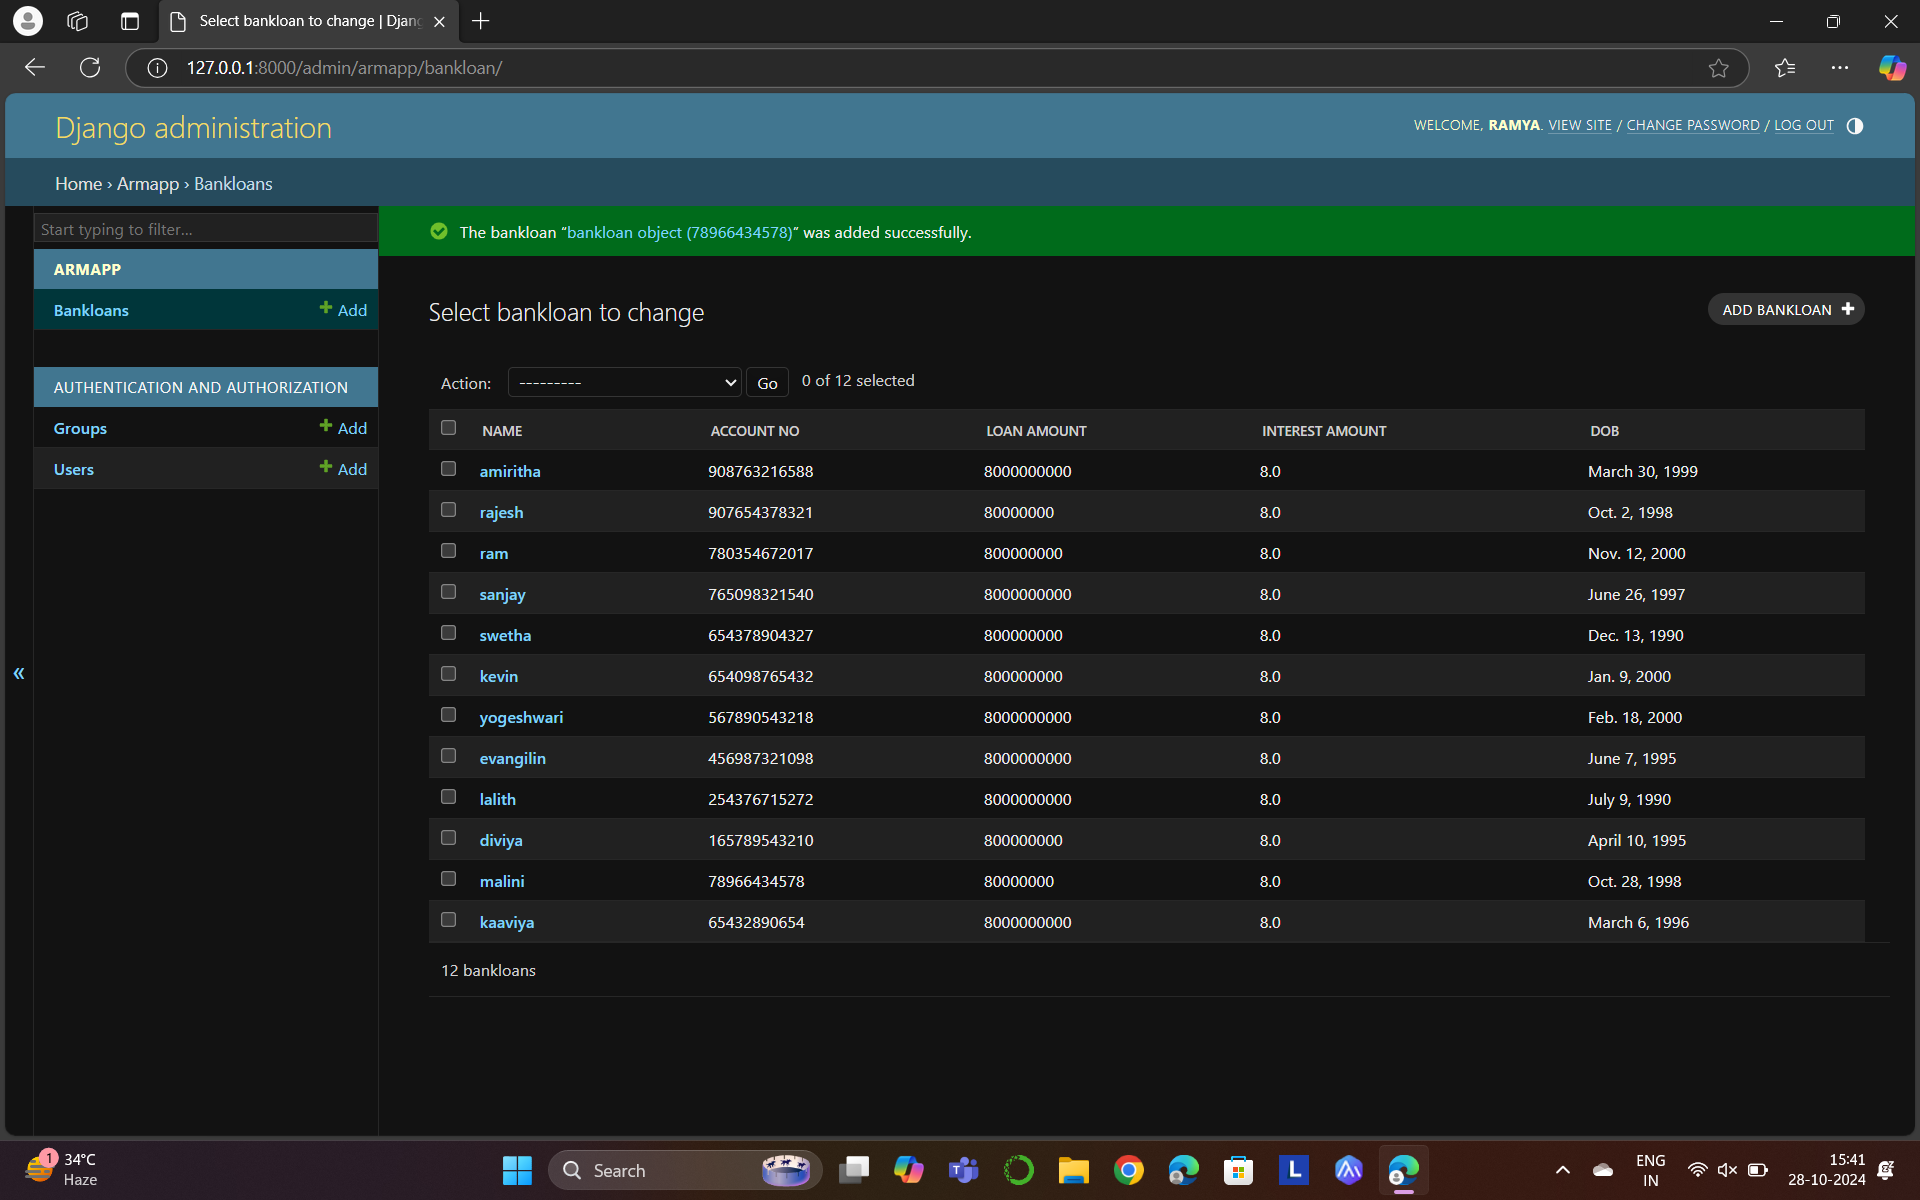 Select bankloan to change | Djang
127.0.0.1:8000/admin/armapp/bankloan/
Django administration
WELCOME, RAMYA. VIEW SITE / CHANGE PASSWORD / LOG OUT
Home › Armapp › Bankloans
Start typing to filter...
The bankloan “bankloan object (78966434578)” was added successfully.
ARMAPP
Bankloans + Add
AUTHENTICATION AND AUTHORIZATION
Groups + Add
Users + Add
«
Select bankloan to change
ADD BANKLOAN +
Action: --------- Go 0 of 12 selected
NAME ACCOUNT NO LOAN AMOUNT INTEREST AMOUNT DOB
amiritha 908763216588 8000000000 8.0 March 30, 1999
rajesh 907654378321 80000000 8.0 Oct. 2, 1998
ram 780354672017 800000000 8.0 Nov. 12, 2000
sanjay 765098321540 8000000000 8.0 June 26, 1997
swetha 654378904327 800000000 8.0 Dec. 13, 1990
kevin 654098765432 800000000 8.0 Jan. 9, 2000
yogeshwari 567890543218 8000000000 8.0 Feb. 18, 2000
evangilin 456987321098 8000000000 8.0 June 7, 1995
lalith 254376715272 8000000000 8.0 July 9, 1990
diviya 165789543210 800000000 8.0 April 10, 1995
malini 78966434578 80000000 8.0 Oct. 28, 1998
kaaviya 65432890654 8000000000 8.0 March 6, 1996
12 bankloans
1
34°C
Haze
Search
L
ENG
IN
15:41
28-10-2024